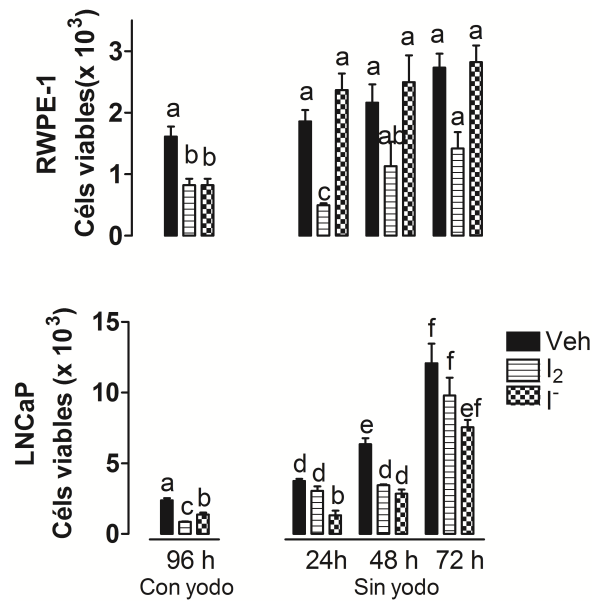 RWPE-1
Céls viables(x 10³)
3
2
1
0
a
b
b
a
c
a
a
ab
a
a
a
a
LNCaP
Céls viables (x 10³)
15
10
5
0
a
c
b
d
d
b
e
d
d
f
f
ef
Veh
I₂
I⁻
96 h
24h
48 h
72 h
Con yodo
Sin yodo